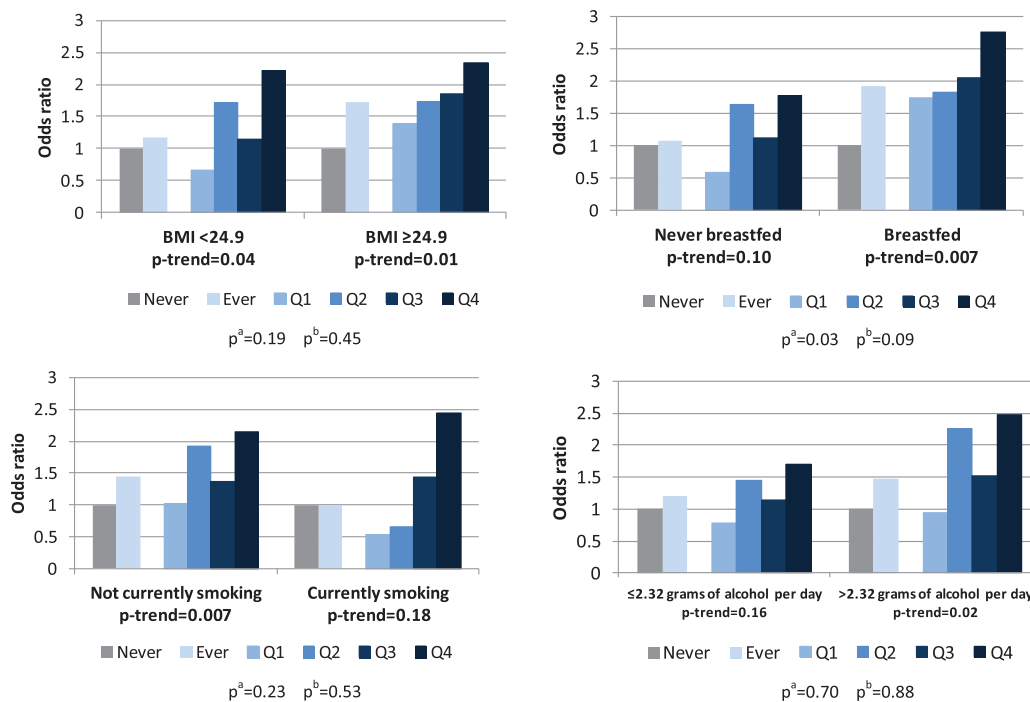 3
2.5
2
1.5
1
0.5
0
Odds ratio
BMI <24.9
p-trend=0.04
BMI ≥24.9
p-trend=0.01
Never Ever Q1 Q2 Q3 Q4
pᵃ=0.19 pᵇ=0.45
3
2.5
2
1.5
1
0.5
0
Odds ratio
Never breastfed
p-trend=0.10
Breastfed
p-trend=0.007
Never Ever Q1 Q2 Q3 Q4
pᵃ=0.03 pᵇ=0.09
3
2.5
2
1.5
1
0.5
0
Odds ratio
Not currently smoking
p-trend=0.007
Currently smoking
p-trend=0.18
Never Ever Q1 Q2 Q3 Q4
pᵃ=0.23 pᵇ=0.53
3
2.5
2
1.5
1
0.5
0
Odds ratio
≤2.32 grams of alcohol per day
p-trend=0.16
>2.32 grams of alcohol per day
p-trend=0.02
Never Ever Q1 Q2 Q3 Q4
pᵃ=0.70 pᵇ=0.88